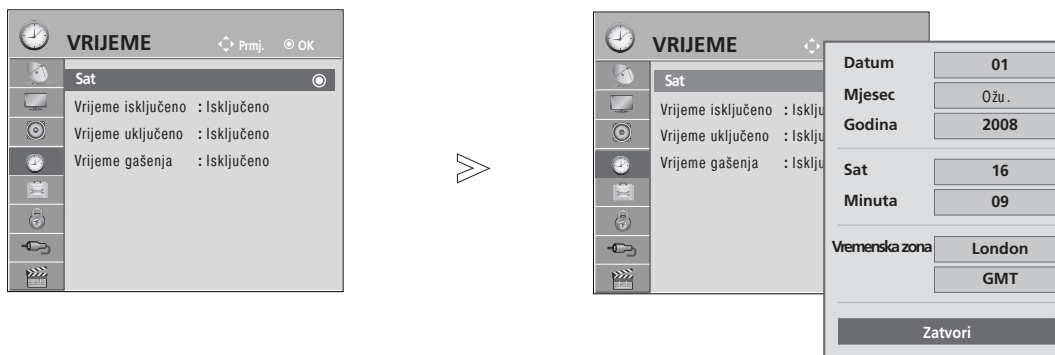 VRIJEME Prmj. OK
Sat
Vrijeme isključeno : Isključeno
Vrijeme uključeno : Isključeno
Vrijeme gašenja : Isključeno
VRIJEME
Sat
Vrijeme isključeno : Isklju
Vrijeme uključeno : Isklju
Vrijeme gašenja : Isklju
Datum 01
Mjesec Ožu.
Godina 2008
Sat 16
Minuta 09
Vremenska zona London
GMT
Zatvori